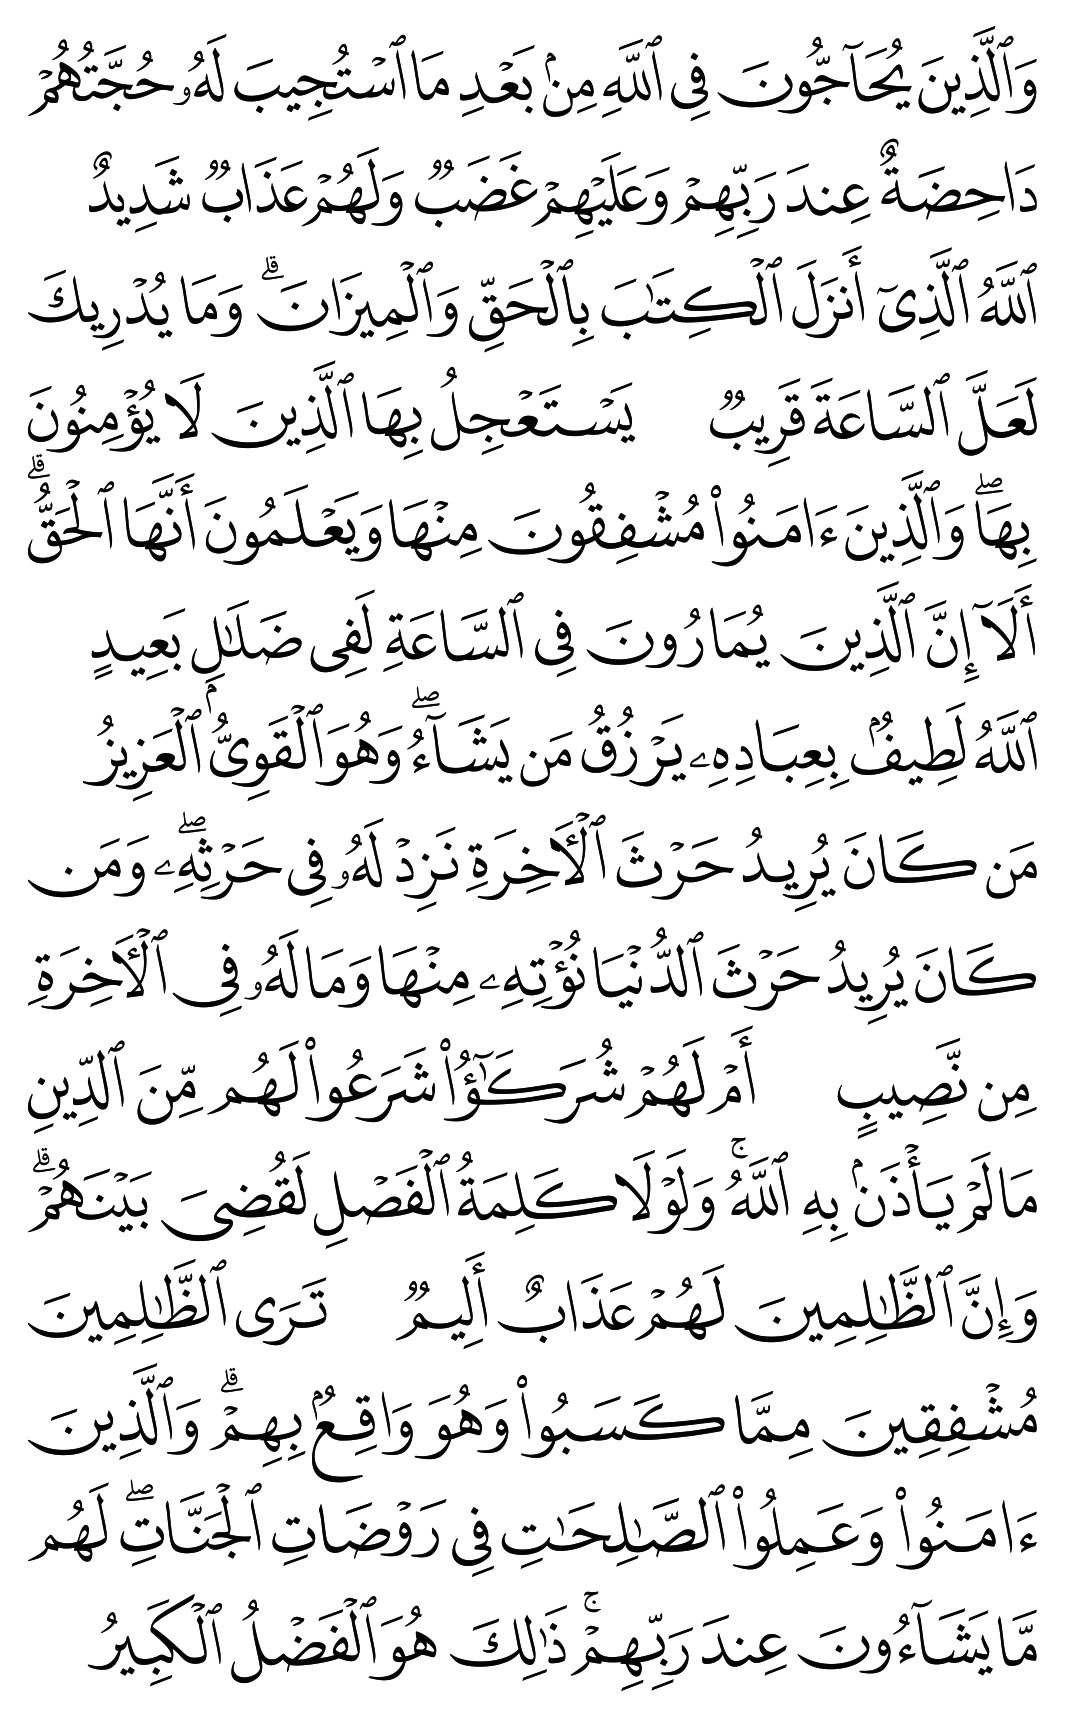 وَٱلَّذِينَ يُحَآجُّونَ فِى ٱللَّهِ مِنۢ بَعۡدِ مَا ٱسۡتُجِيبَ لَهُۥ حُجَّتُهُمۡ
دَاحِضَةٌ عِندَ رَبِّهِمۡ وَعَلَيۡهِمۡ غَضَبٞ وَلَهُمۡ عَذَابٞ شَدِيدٌ
ٱللَّهُ ٱلَّذِىٓ أَنزَلَ ٱلۡكِتَٰبَ بِٱلۡحَقِّ وَٱلۡمِيزَانَۗ وَمَا يُدۡرِيكَ
لَعَلَّ ٱلسَّاعَةَ قَرِيبٞ يَسۡتَعۡجِلُ بِهَا ٱلَّذِينَ لَا يُؤۡمِنُونَ
بِهَاۖ وَٱلَّذِينَ ءَامَنُواْ مُشۡفِقُونَ مِنۡهَا وَيَعۡلَمُونَ أَنَّهَا ٱلۡحَقُّۗ
أَلَآ إِنَّ ٱلَّذِينَ يُمَارُونَ فِى ٱلسَّاعَةِ لَفِى ضَلَٰلِۭ بَعِيدٍ
ٱللَّهُ لَطِيفُۢ بِعِبَادِهِۦ يَرۡزُقُ مَن يَشَآءُۖ وَهُوَ ٱلۡقَوِىُّ ٱلۡعَزِيزُ
مَن كَانَ يُرِيدُ حَرۡثَ ٱلۡأٓخِرَةِ نَزِدۡ لَهُۥ فِى حَرۡثِهِۦۖ وَمَن
كَانَ يُرِيدُ حَرۡثَ ٱلدُّنۡيَا نُؤۡتِهِۦ مِنۡهَا وَمَا لَهُۥ فِى ٱلۡأٓخِرَةِ
مِن نَّصِيبٍ أَمۡ لَهُمۡ شُرَكَٰٓؤُاْ شَرَعُواْ لَهُم مِّنَ ٱلدِّينِ
مَا لَمۡ يَأۡذَنۢ بِهِ ٱللَّهُۚ وَلَوۡلَا كَلِمَةُ ٱلۡفَصۡلِ لَقُضِىَ بَيۡنَهُمۡۗ
وَإِنَّ ٱلظَّٰلِمِينَ لَهُمۡ عَذَابٌ أَلِيمٞ تَرَى ٱلظَّٰلِمِينَ
مُشۡفِقِينَ مِمَّا كَسَبُواْ وَهُوَ وَاقِعُۢ بِهِمۡۗ وَٱلَّذِينَ
ءَامَنُواْ وَعَمِلُواْ ٱلصَّٰلِحَٰتِ فِى رَوۡضَاتِ ٱلۡجَنَّاتِۖ لَهُم
مَّا يَشَآءُونَ عِندَ رَبِّهِمۡۚ ذَٰلِكَ هُوَ ٱلۡفَضۡلُ ٱلۡكَبِيرُ